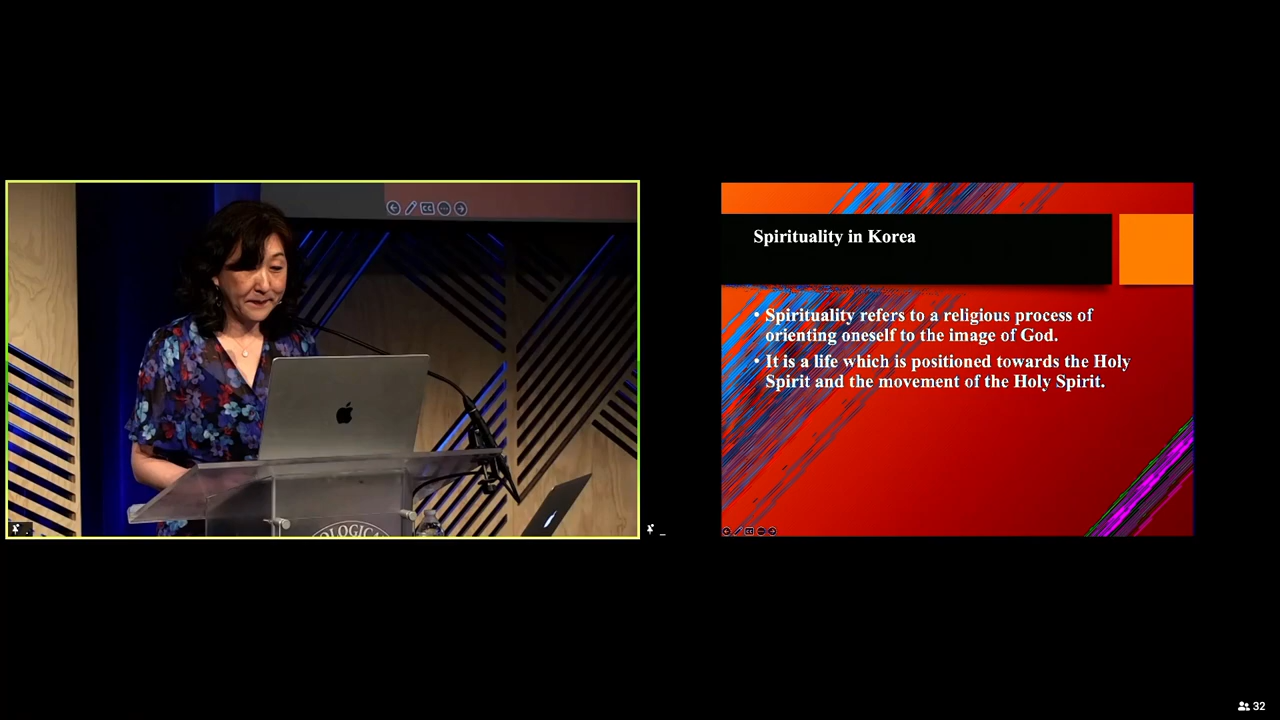 OLOGICA
Spirituality in Korea
• Spirituality refers to a religious process of
orienting oneself to the image of God.
• It is a life which is positioned towards the Holy
Spirit and the movement of the Holy Spirit.
32